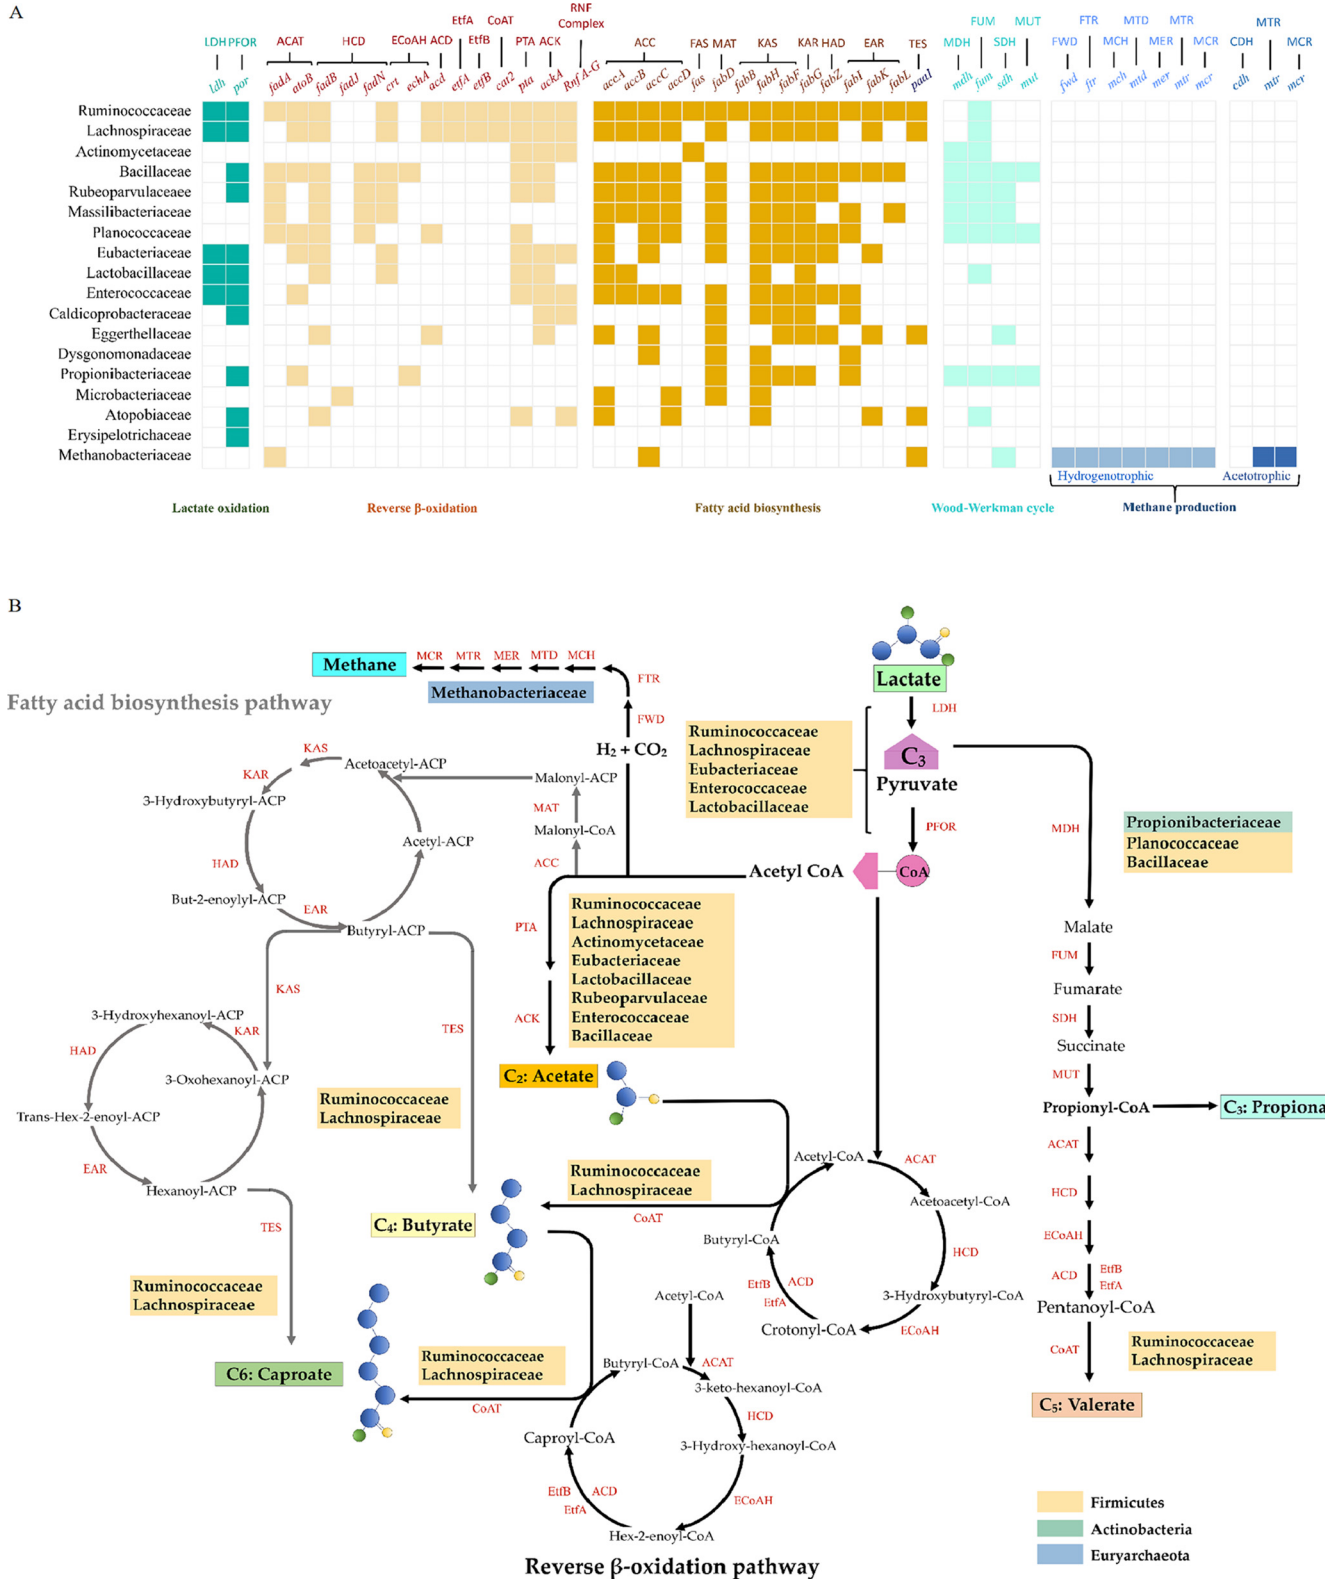 A
RNF
Complex
EtfA CoAT
FUM MUT
FTR MTD MTR
MTR
LDH PFOR ACAT HCD ECoAH ACD EtfB PTA ACK ACC FAS MAT KAS KAR HAD EAR TES MDH SDH FWD MCH MER MCR CDH MCR
ldh por fadA atoB fadB fadJ fadN crt echA acd etfA etfB cat2 pta ackA Rnf A-G accA accB accC accD fas fabD fabB fabH fabF fabG fabZ fabI fabK fabL paaI mdh fum sdh mut fwd ftr mch mtd mer mtr mcr cdh mtr mcr
Ruminococcaceae
Lachnospiraceae
Actinomycetaceae
Bacillaceae
Rubeoparvulaceae
Massilibacteriaceae
Planococcaceae
Eubacteriaceae
Lactobacillaceae
Enterococcaceae
Caldicoprobacteraceae
Eggerthellaceae
Dysgonomonadaceae
Propionibacteriaceae
Microbacteriaceae
Atopobiaceae
Erysipelotrichaceae
Methanobacteriaceae
Hydrogenotrophic Acetotrophic
Lactate oxidation Reverse β-oxidation Fatty acid biosynthesis Wood-Werkman cycle Methane production
B
Methane
MCR MTR MER MTD MCH
FTR
Methanobacteriaceae
FWD
H₂ + CO₂
Lactate
LDH
C₃
Pyruvate
PFOR
Acetyl CoA
CoA
Ruminococcaceae
Lachnospiraceae
Eubacteriaceae
Enterococcaceae
Lactobacillaceae
Fatty acid biosynthesis pathway
KAS
Acetoacetyl-ACP
KAR
3-Hydroxybutyryl-ACP
HAD
But-2-enoylyl-ACP
EAR
Butyryl-ACP
Acetyl-ACP
Malonyl-ACP
MAT
Malonyl-CoA
ACC
KAS
3-Hydroxyhexanoyl-ACP
KAR
HAD
3-Oxohexanoyl-ACP
Trans-Hex-2-enoyl-ACP
EAR
Hexanoyl-ACP
TES
Ruminococcaceae
Lachnospiraceae
TES
Ruminococcaceae
Lachnospiraceae
PTA
ACK
Ruminococcaceae
Lachnospiraceae
Actinomycetaceae
Eubacteriaceae
Lactobacillaceae
Rubeoparvulaceae
Enterococcaceae
Bacillaceae
C₂: Acetate
Ruminococcaceae
Lachnospiraceae
CoAT
C₄: Butyrate
Acetyl-CoA
ACAT
Acetoacetyl-CoA
HCD
3-Hydroxybutyryl-CoA
ECoAH
Crotonyl-CoA
EtfB ACD
EtfA
Butyryl-CoA
C6: Caproate
Ruminococcaceae
Lachnospiraceae
CoAT
Acetyl-CoA
Butyryl-CoA ACAT
3-keto-hexanoyl-CoA
HCD
3-Hydroxy-hexanoyl-CoA
ECoAH
Hex-2-enoyl-CoA
EtfB ACD
EtfA
Caproyl-CoA
Reverse β-oxidation pathway
MDH
Propionibacteriaceae
Planococcaceae
Bacillaceae
Malate
FUM
Fumarate
SDH
Succinate
MUT
Propionyl-CoA
C₃: Propiona
ACAT
HCD
ECoAH
ACD EtfB
EtfA
Pentanoyl-CoA
CoAT
Ruminococcaceae
Lachnospiraceae
C₅: Valerate
Firmicutes
Actinobacteria
Euryarchaeota